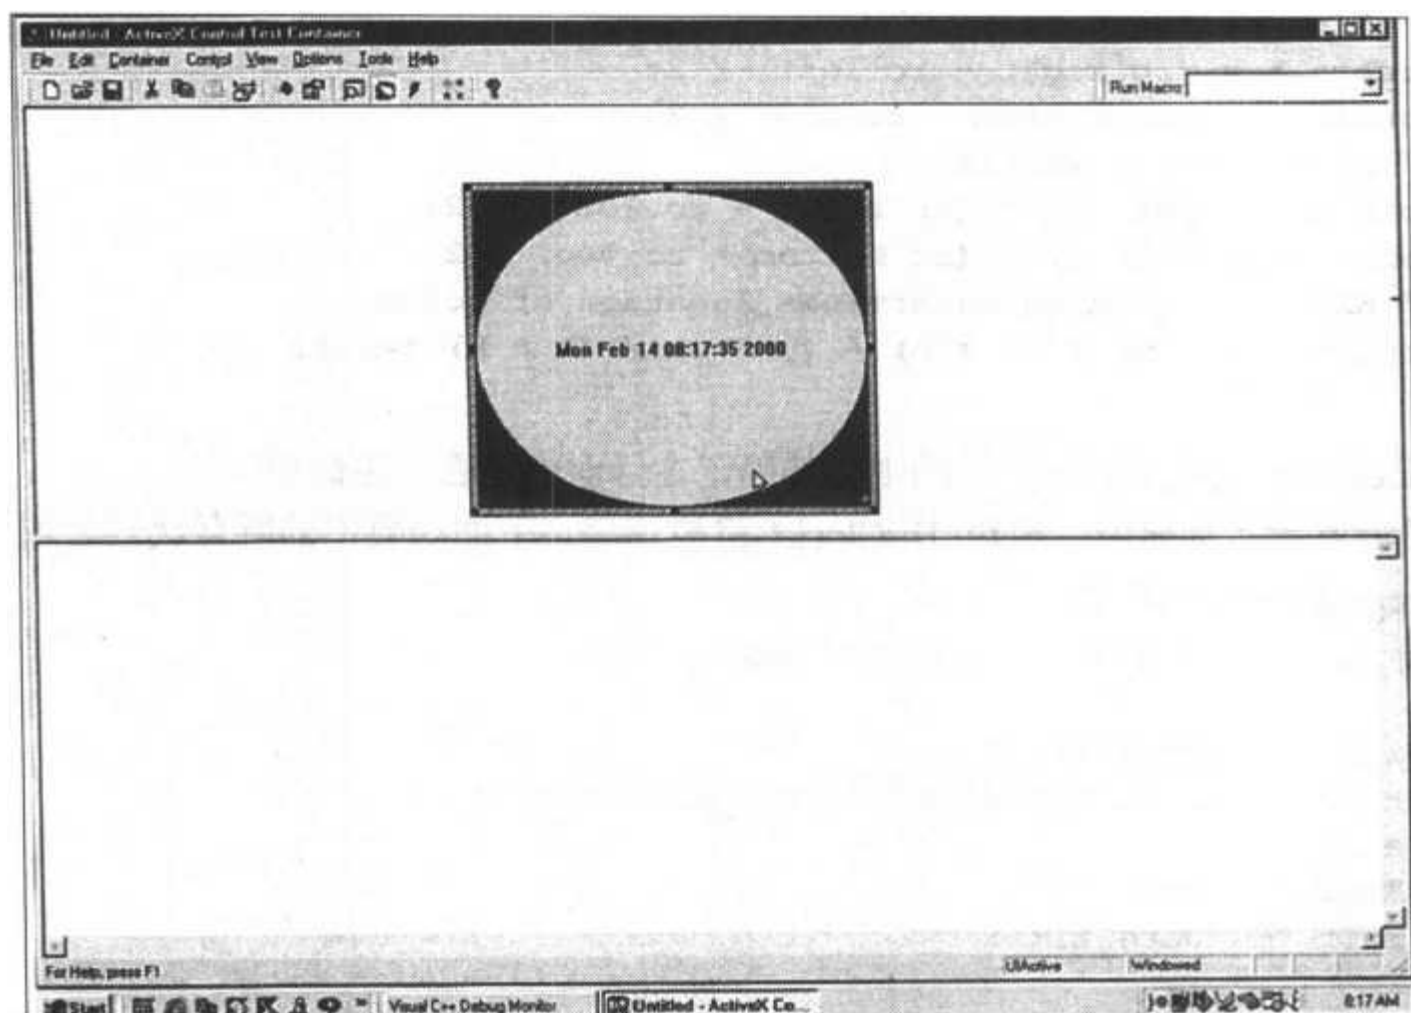 Untitled - ActiveX Control Test Container
File Edit Container Control View Options Tools Help
Run Macro
Mon Feb 14 08:17:35 2000
For Help, press F1
UIActive
Windowed
Start
Visual C++ Debug Monitor
Untitled - ActiveX Co...
8:17 AM